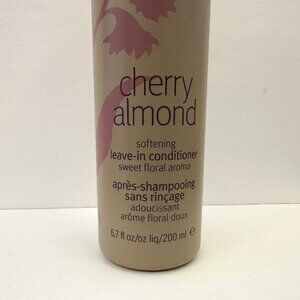 cherry
almond
softening
leave-in conditioner
sweet floral aroma
après-shampooing
sans rinçage
adoucissant
arôme floral doux
6.7 fl oz/oz liq/200 ml e